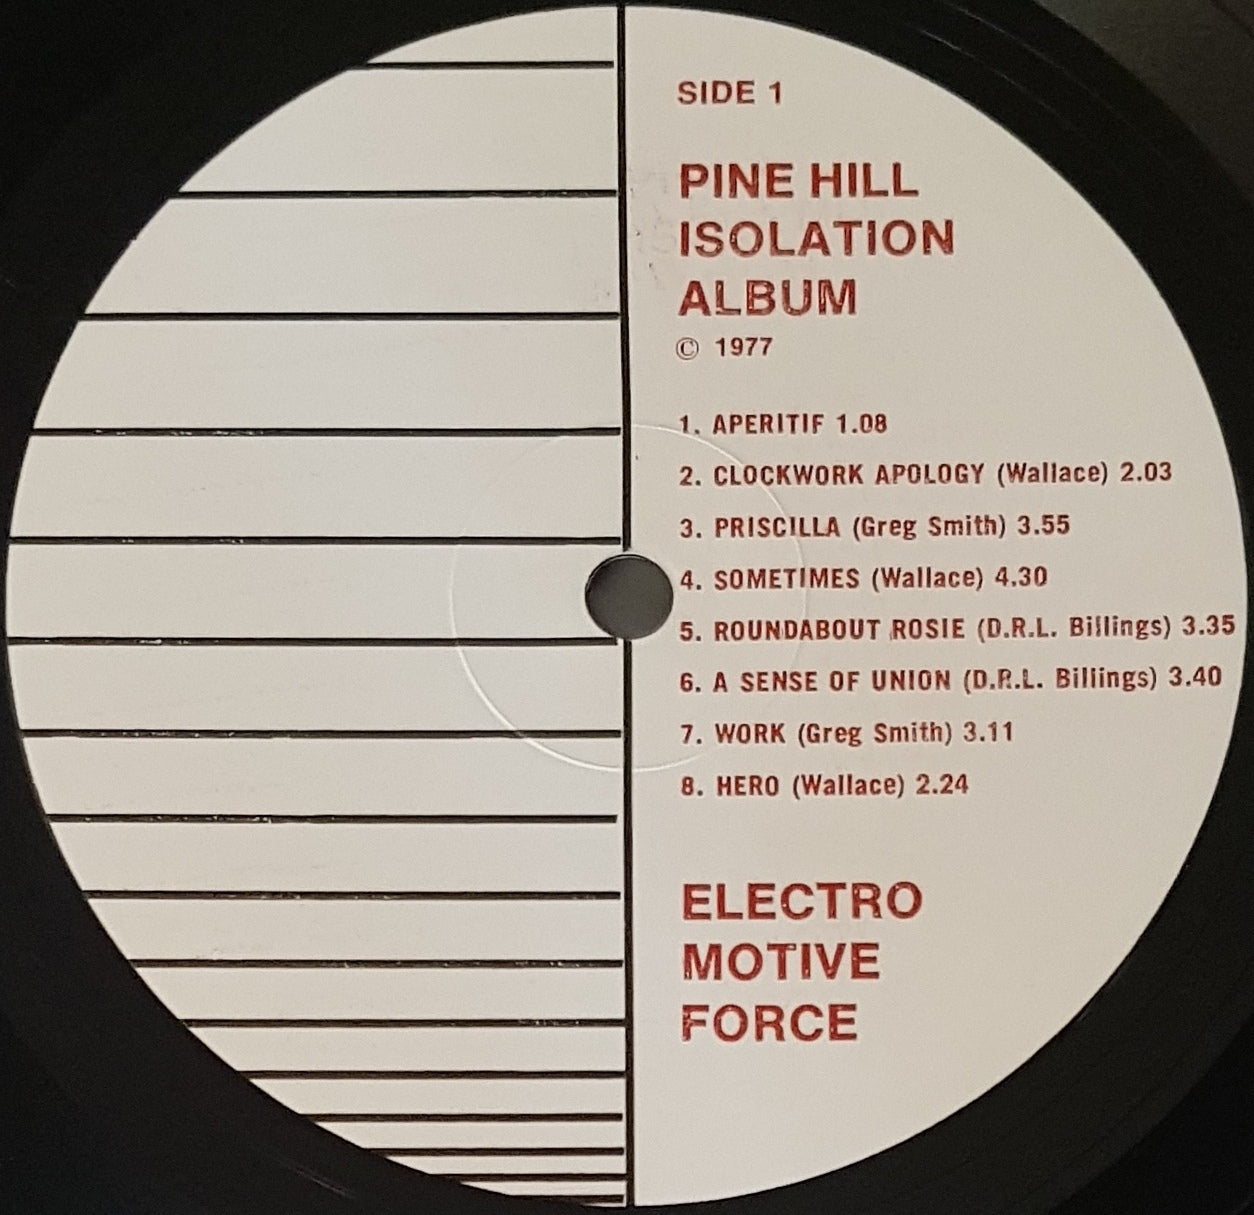 SIDE 1
PINE HILL
ISOLATION
ALBUM
© 1977
1. APERITIF 1.08
2. CLOCKWORK APOLOGY (Wallace) 2.03
3. PRISCILLA (Greg Smith) 3.55
4. SOMETIMES (Wallace) 4.30
5. ROUNDABOUT ROSIE (D.R.L. Billings) 3.35
6. A SENSE OF UNION (D.R.L. Billings) 3.40
7. WORK (Greg Smith) 3.11
8. HERO (Wallace) 2.24
ELECTRO
MOTIVE
FORCE